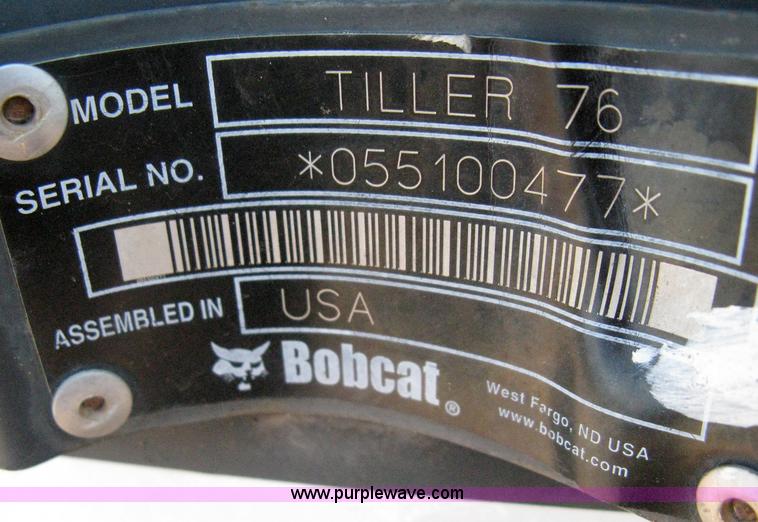 MODEL TILLER 76
SERIAL NO. *055100477*
ASSEMBLED IN USA
Bobcat®
West Fargo, ND USA
www.bobcat.com
www.purplewave.com